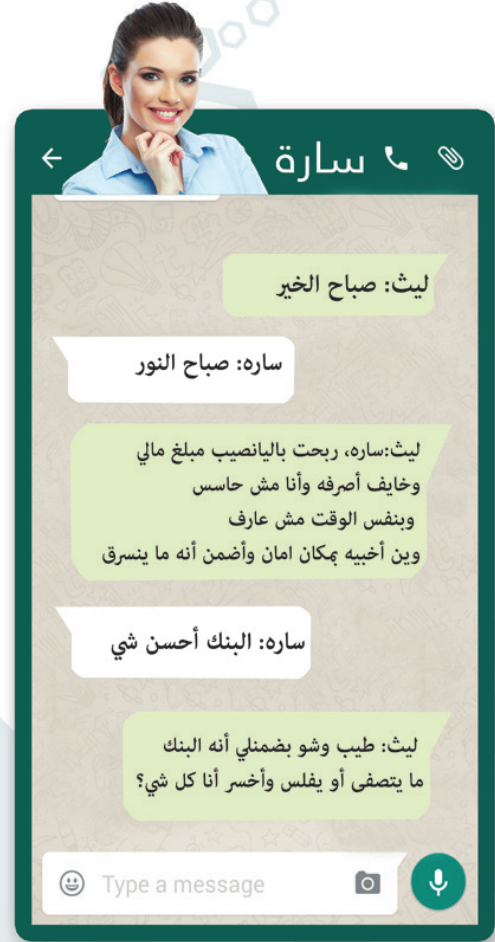 سارة
ليث: صباح الخير
ساره: صباح النور
ليث:ساره، ربحت باليانصيب مبلغ مالي
وخايف أصرفه وأنا مش حاسس
وبنفس الوقت مش عارف
وين أخبيه بمكان امان وأضمن أنه ما ينسرق
ساره: البنك أحسن شي
ليث: طيب وشو بضمنلي أنه البنك
ما يتصفى أو يفلس وأخسر أنا كل شي؟
Type a message